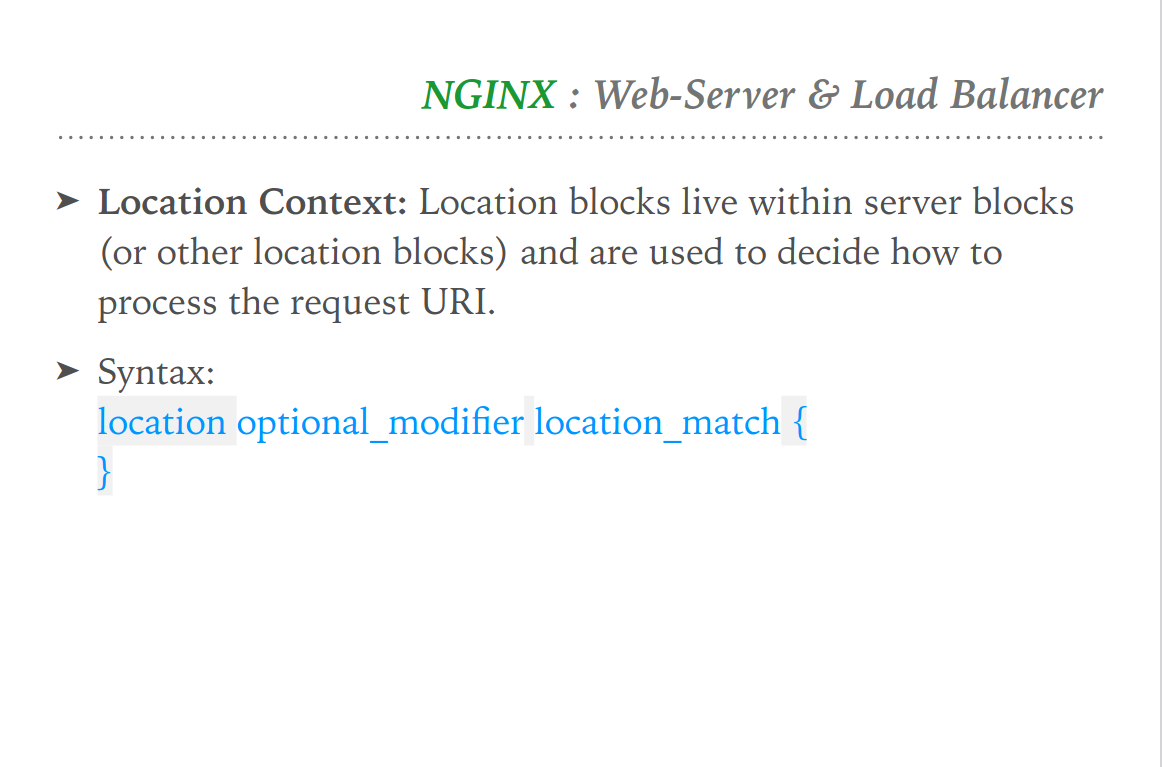 NGINX : Web-Server & Load Balancer
➤ Location Context: Location blocks live within server blocks
(or other location blocks) and are used to decide how to
process the request URI.
➤ Syntax:
location optional_modifier location_match {
}